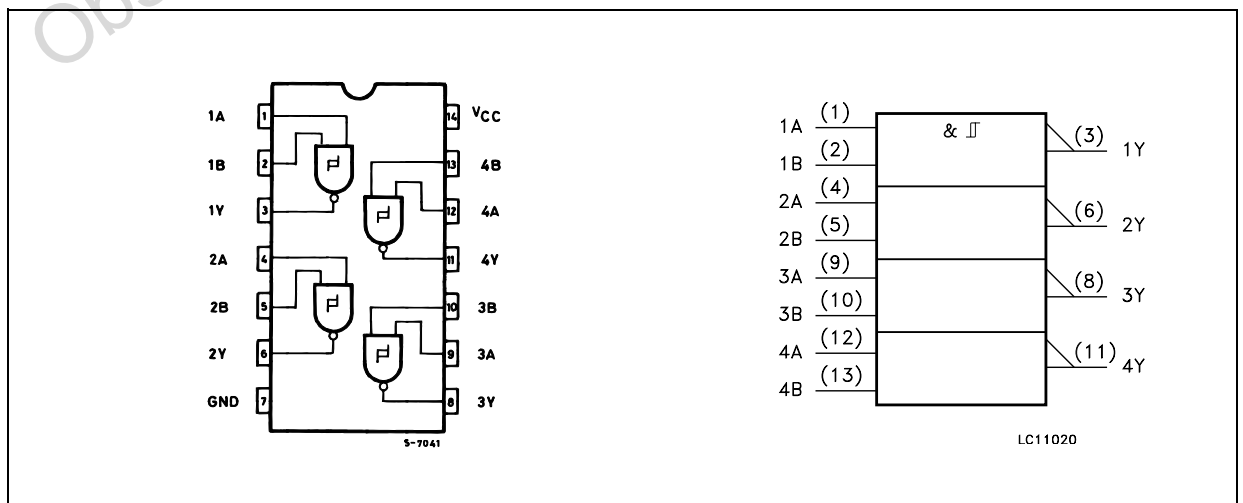 Obs
1A 1 14 VCC
1B 2 13 4B
1Y 3 12 4A
2A 4 11 4Y
2B 5 10 3B
2Y 6 9 3A
GND 7 8 3Y
S-7041
1A (1) & (3) 1Y
1B (2)
2A (4) (6) 2Y
2B (5)
3A (9) (8) 3Y
3B (10)
4A (12) (11) 4Y
4B (13)
LC11020